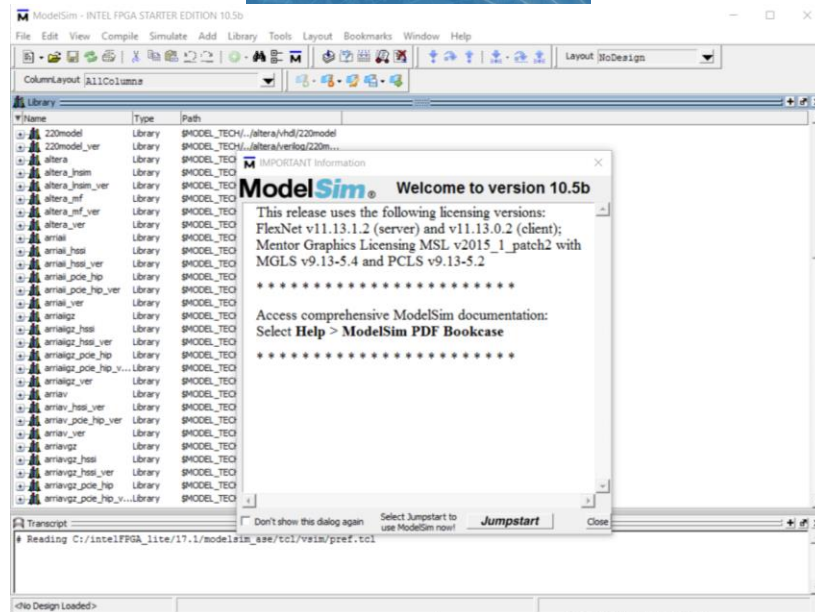 ModelSim - INTEL FPGA STARTER EDITION 10.5b
File Edit View Compile Simulate Add Library Tools Layout Bookmarks Window Help
Layout NoDesign
ColumnLayout AllColumns
Library
Name Type Path
220model Library $MODEL_TECH/../altera/vhdl/220model
220model_ver Library $MODEL_TECH/../altera/verilog/220m...
altera Library $MODEL_TECH
altera_lnsim Library $MODEL_TECH
altera_lnsim_ver Library $MODEL_TECH
altera_mf Library $MODEL_TECH
altera_mf_ver Library $MODEL_TECH
altera_ver Library $MODEL_TECH
arriaii Library $MODEL_TECH
arriaii_hssi Library $MODEL_TECH
arriaii_hssi_ver Library $MODEL_TECH
arriaii_pcie_hip Library $MODEL_TECH
arriaii_pcie_hip_ver Library $MODEL_TECH
arriaii_ver Library $MODEL_TECH
arriaiigz Library $MODEL_TECH
arriaiigz_hssi Library $MODEL_TECH
arriaiigz_hssi_ver Library $MODEL_TECH
arriaiigz_pcie_hip Library $MODEL_TECH
arriaiigz_pcie_hip_v... Library $MODEL_TECH
arriaiigz_ver Library $MODEL_TECH
arriav Library $MODEL_TECH
arriav_hssi_ver Library $MODEL_TECH
arriav_pcie_hip_ver Library $MODEL_TECH
arriav_ver Library $MODEL_TECH
arriavgz Library $MODEL_TECH
arriavgz_hssi Library $MODEL_TECH
arriavgz_hssi_ver Library $MODEL_TECH
arriavgz_pcie_hip Library $MODEL_TECH
arriavgz_pcie_hip_v... Library $MODEL_TECH
IMPORTANT Information
ModelSim® Welcome to version 10.5b
This release uses the following licensing versions:
FlexNet v11.13.1.2 (server) and v11.13.0.2 (client);
Mentor Graphics Licensing MSL v2015_1_patch2 with
MGLS v9.13-5.4 and PCLS v9.13-5.2
* * * * * * * * * * * * * * * * * * * * * * *
Access comprehensive ModelSim documentation:
Select Help > ModelSim PDF Bookcase
* * * * * * * * * * * * * * * * * * * * * * *
Don't show this dialog again
Select Jumpstart to
use ModelSim now!
Jumpstart
Close
Transcript
# Reading C:/intelFPGA_lite/17.1/modelsim_ase/tcl/vsim/pref.tcl
<No Design Loaded>